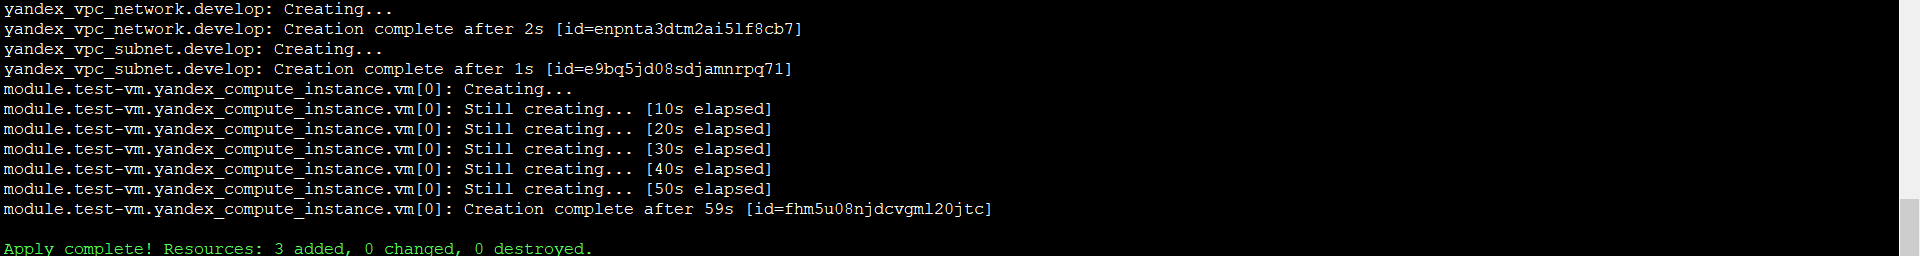 yandex_vpc_network.develop: Creating...
yandex_vpc_network.develop: Creation complete after 2s [id=enpnta3dtm2ai5lf8cb7]
yandex_vpc_subnet.develop: Creating...
yandex_vpc_subnet.develop: Creation complete after 1s [id=e9bq5jd08sdjamnrpq71]
module.test-vm.yandex_compute_instance.vm[0]: Creating...
module.test-vm.yandex_compute_instance.vm[0]: Still creating... [10s elapsed]
module.test-vm.yandex_compute_instance.vm[0]: Still creating... [20s elapsed]
module.test-vm.yandex_compute_instance.vm[0]: Still creating... [30s elapsed]
module.test-vm.yandex_compute_instance.vm[0]: Still creating... [40s elapsed]
module.test-vm.yandex_compute_instance.vm[0]: Still creating... [50s elapsed]
module.test-vm.yandex_compute_instance.vm[0]: Creation complete after 59s [id=fhm5u08njdcvgml20jtc]
Apply complete! Resources: 3 added, 0 changed, 0 destroyed.